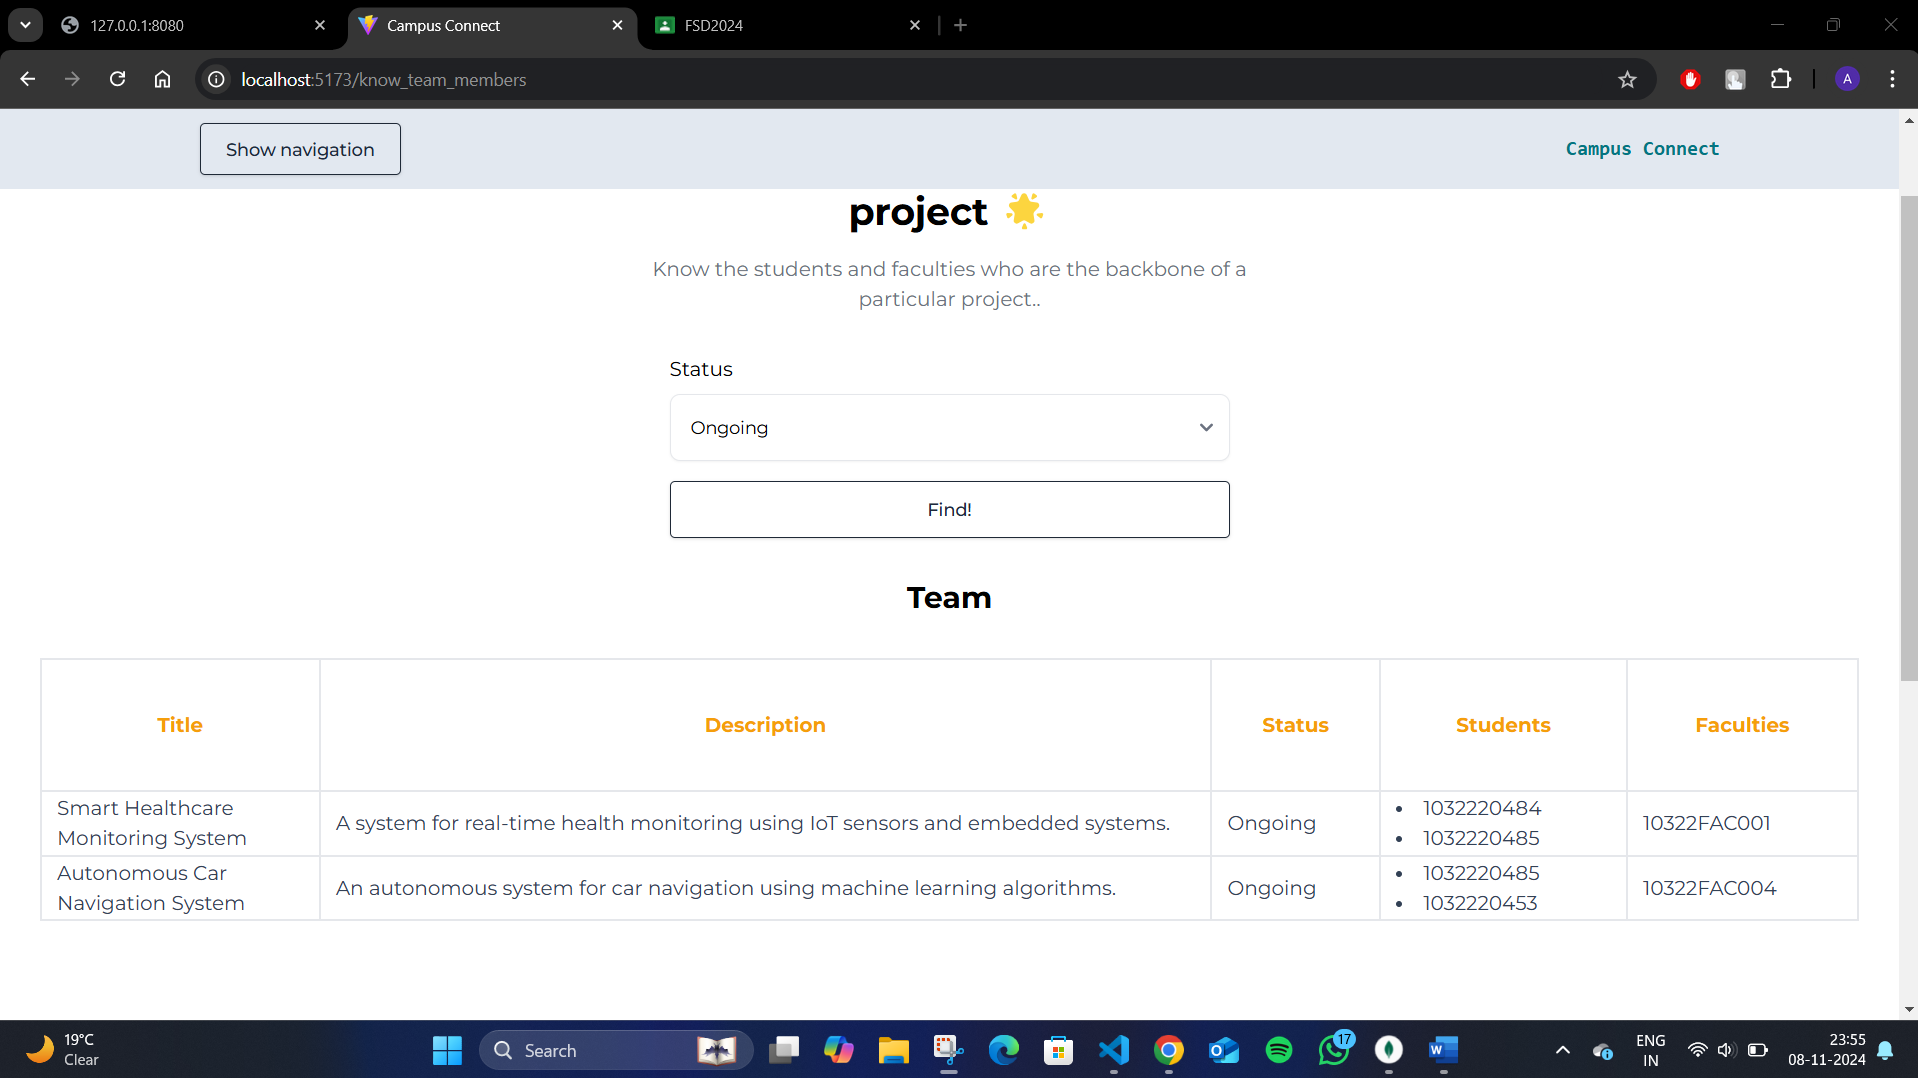 127.0.0.1:8080
Campus Connect
FSD2024
localhost:5173/know_team_members
A
Show navigation
Campus Connect
project
Know the students and faculties who are the backbone of a
particular project..
Status
Ongoing
Find!
Team
Title Description Status Students Faculties
Smart Healthcare
Monitoring System
A system for real-time health monitoring using IoT sensors and embedded systems.
Ongoing
1032220484
1032220485
10322FAC001
Autonomous Car
Navigation System
An autonomous system for car navigation using machine learning algorithms.
Ongoing
1032220485
1032220453
10322FAC004
19°C
Clear
Search
17
ENG
IN
23:55
08-11-2024